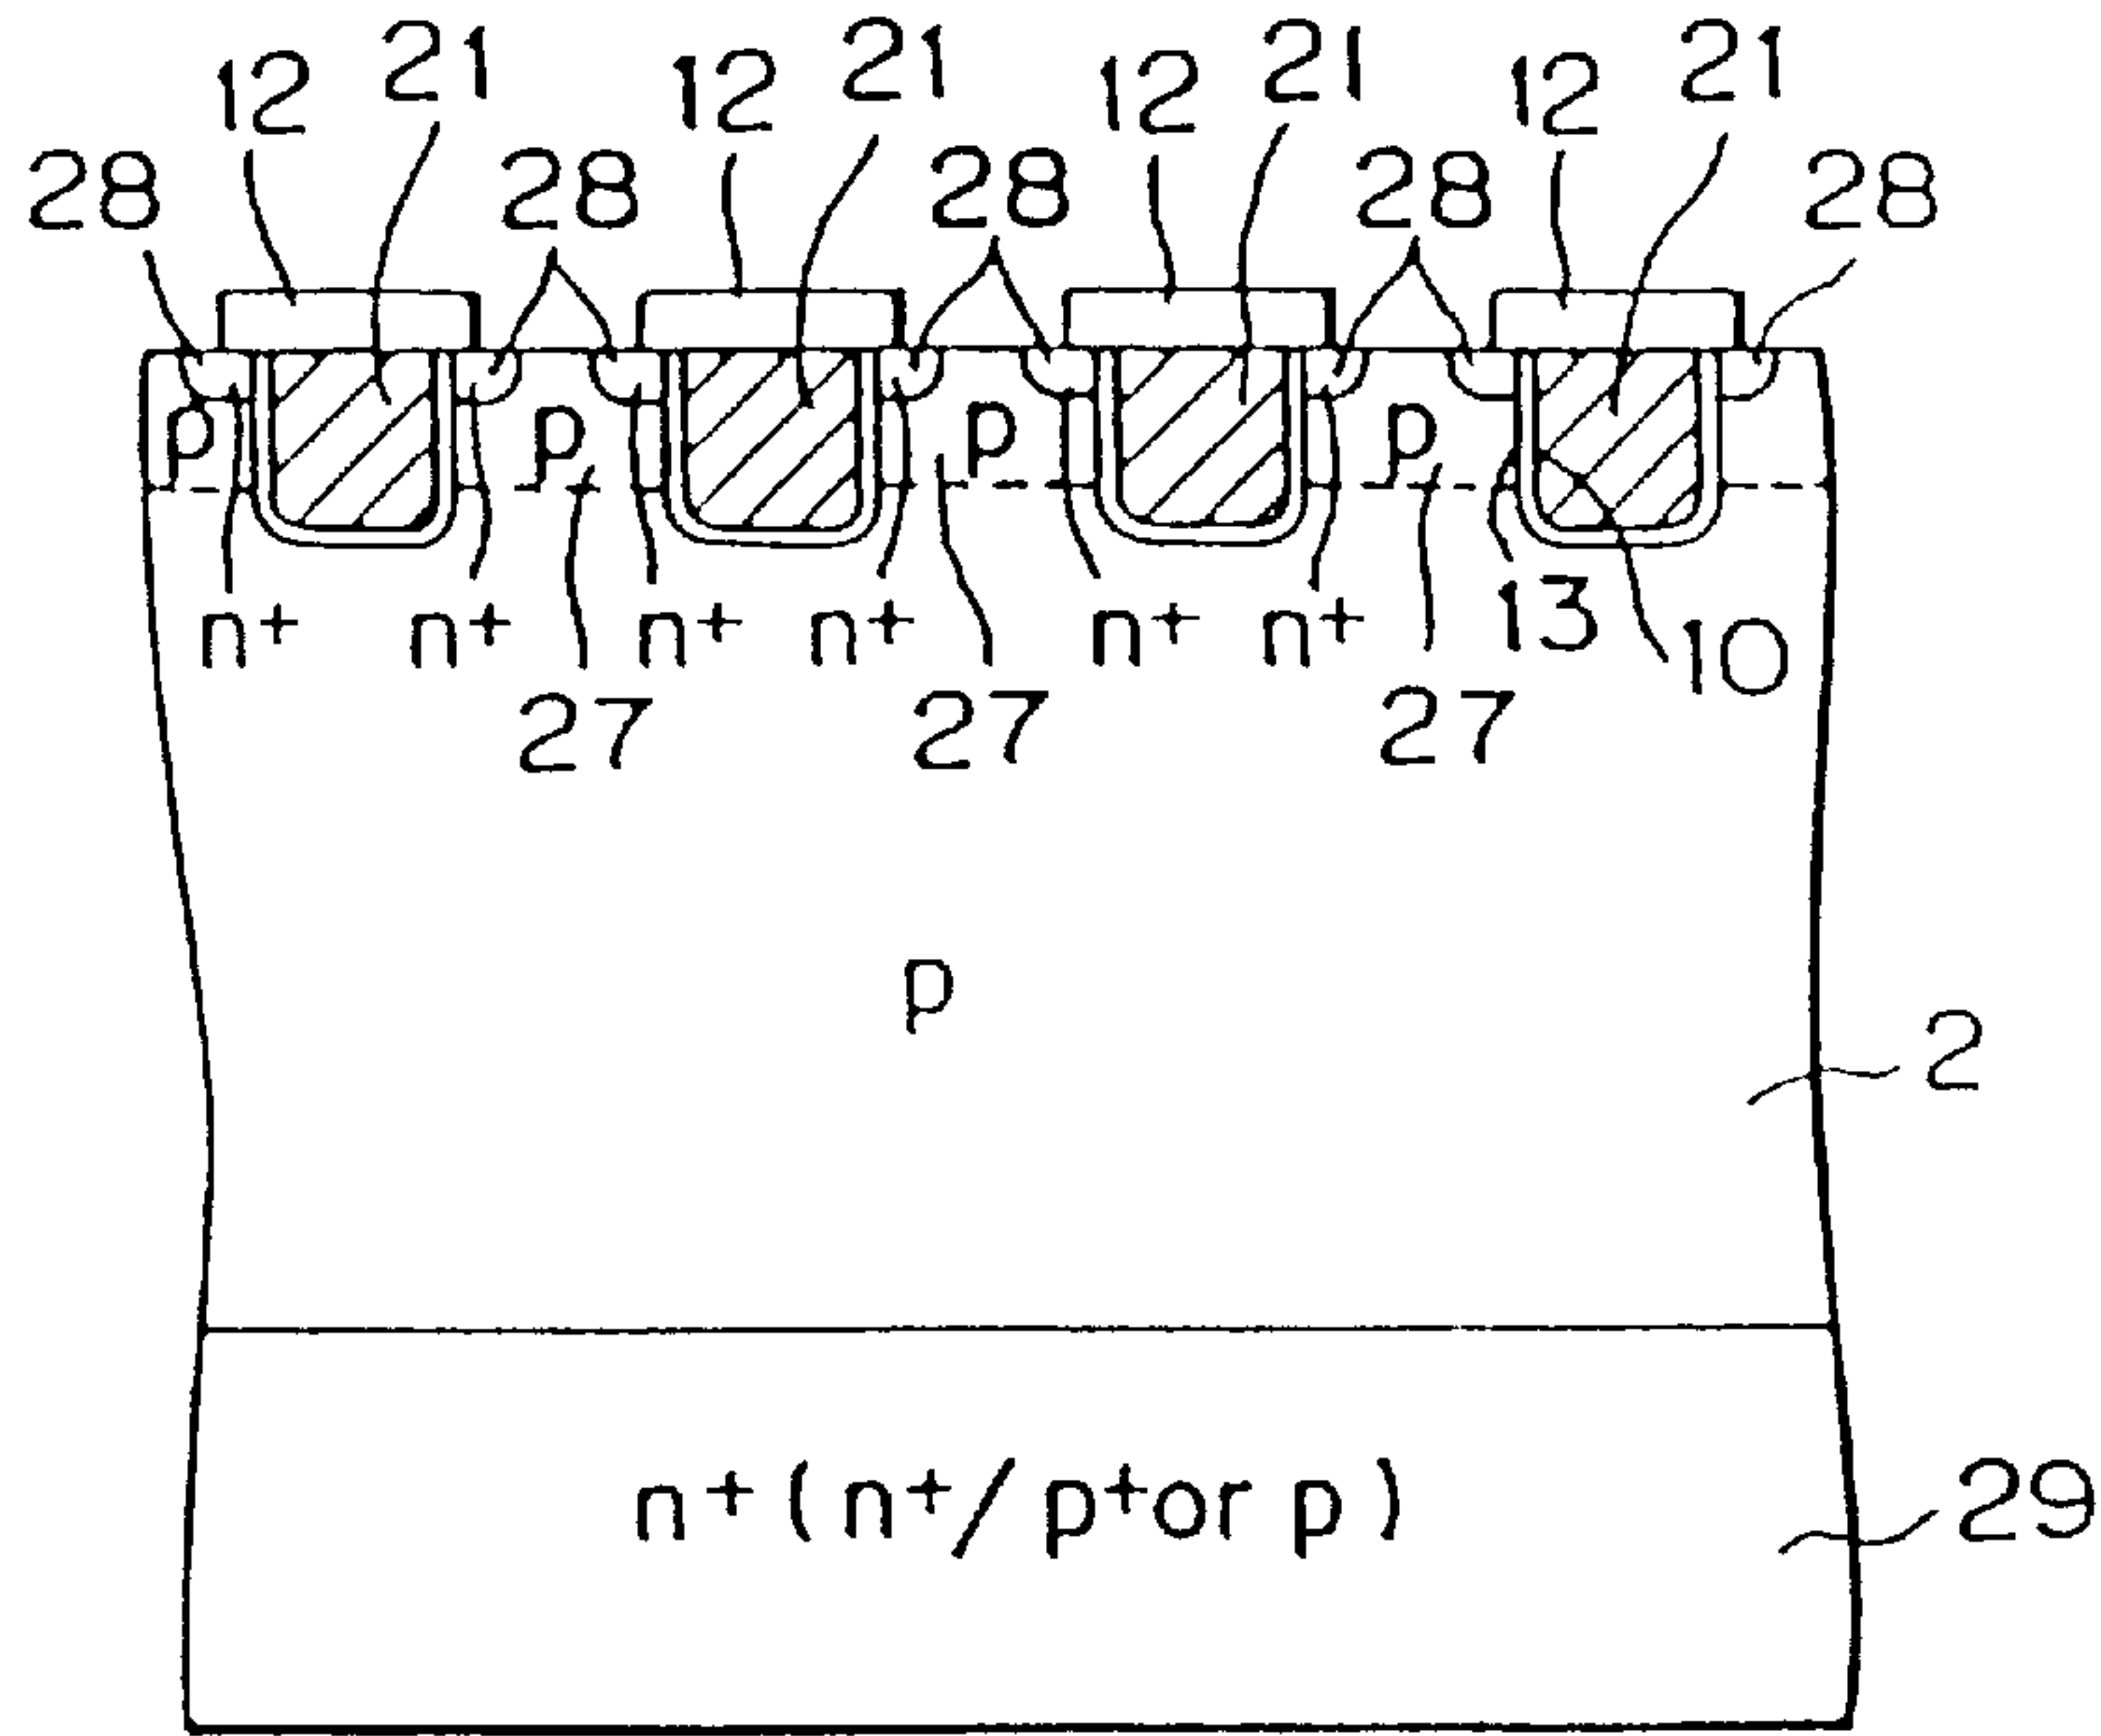 12 21 12 21 12 21 12 21
28 28 28 28 28
p p p p
n+ n+ n+ n+ n+ n+ 13 10
27 27 27
p
2
n+(n+/p+or p)
29